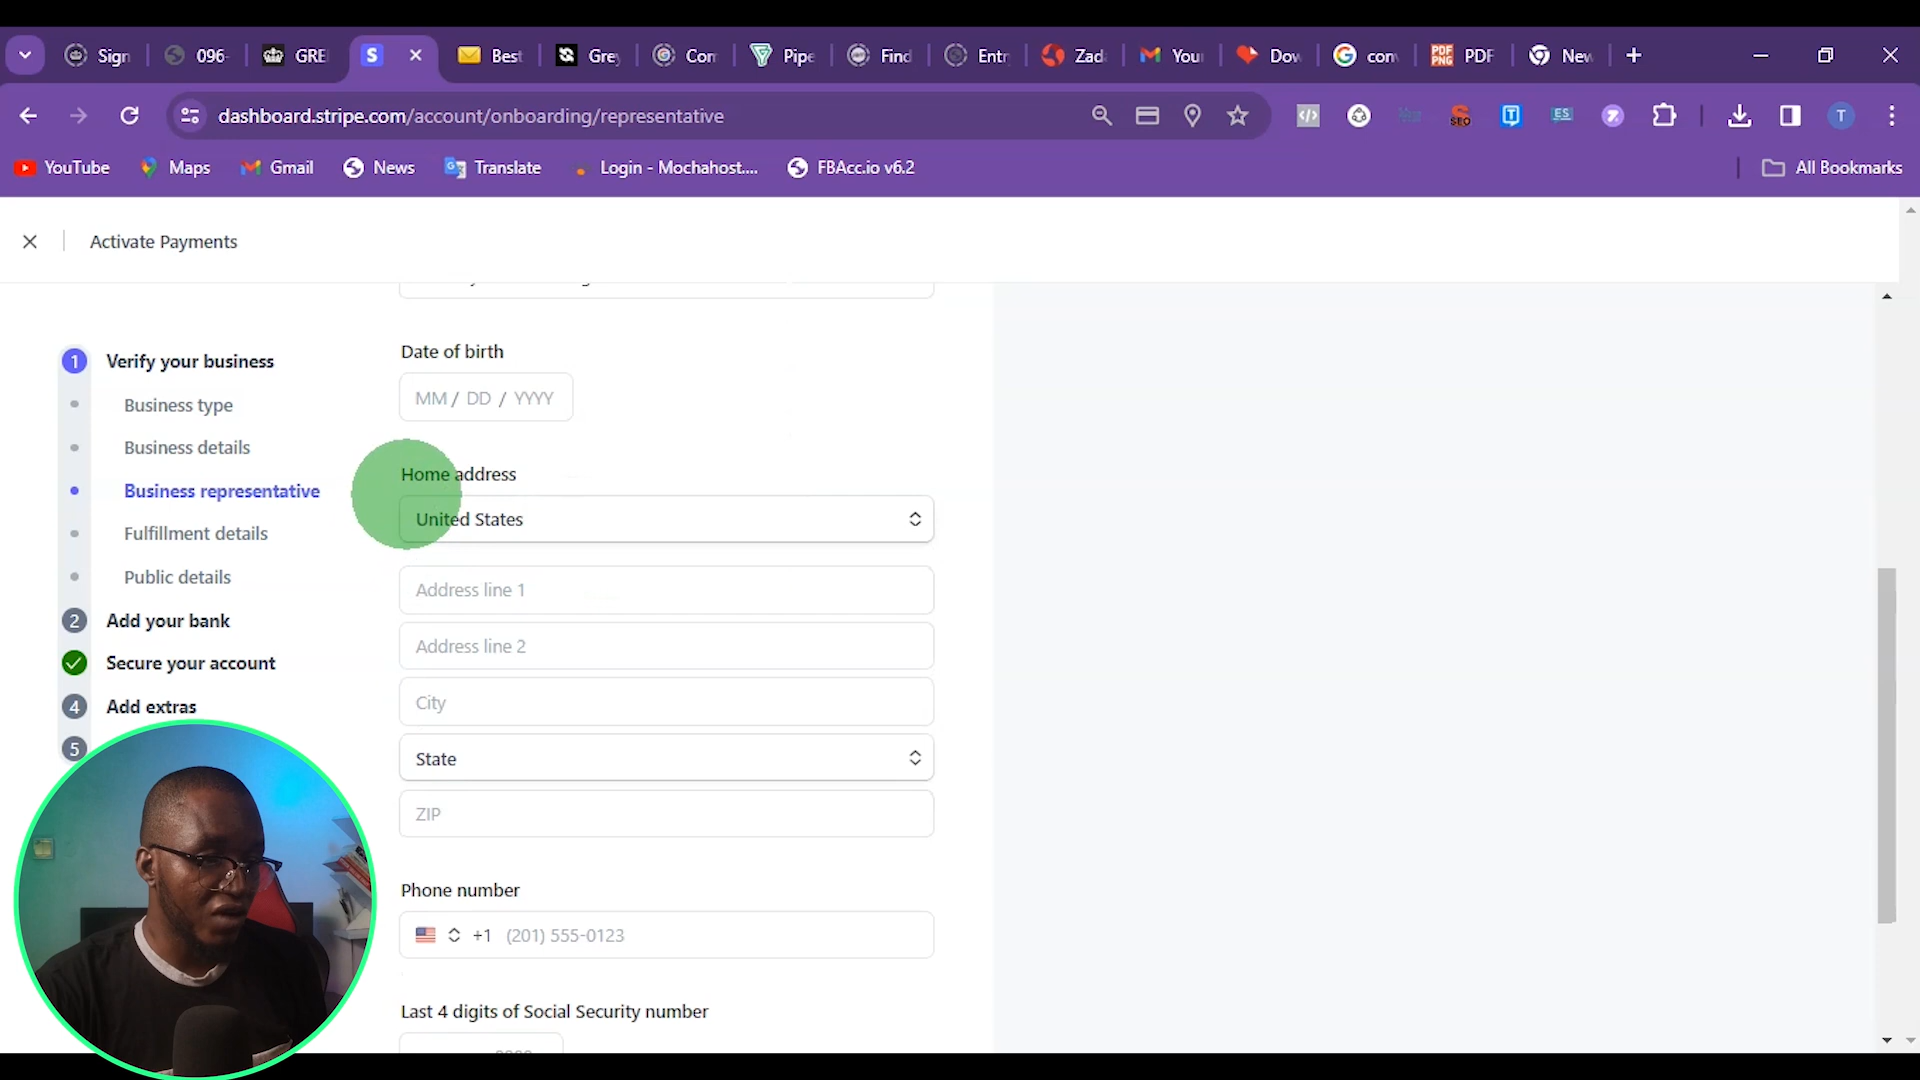 Sign
096-
GRE
Best
Grey
Con
Pipe
Find
Entr
Zad
You
Dow
con
PDF
New
dashboard.stripe.com/account/onboarding/representative
SEO
ES
T
YouTube
Maps
Gmail
News
Translate
Login - Mochahost....
FBAcc.io v6.2
All Bookmarks
Activate Payments
1 Verify your business
Business type
Business details
Business representative
Fulfillment details
Public details
2 Add your bank
Secure your account
4 Add extras
5
Date of birth
MM / DD / YYYY
Home address
United States
Address line 1
Address line 2
City
State
ZIP
Phone number
+1 (201) 555-0123
Last 4 digits of Social Security number